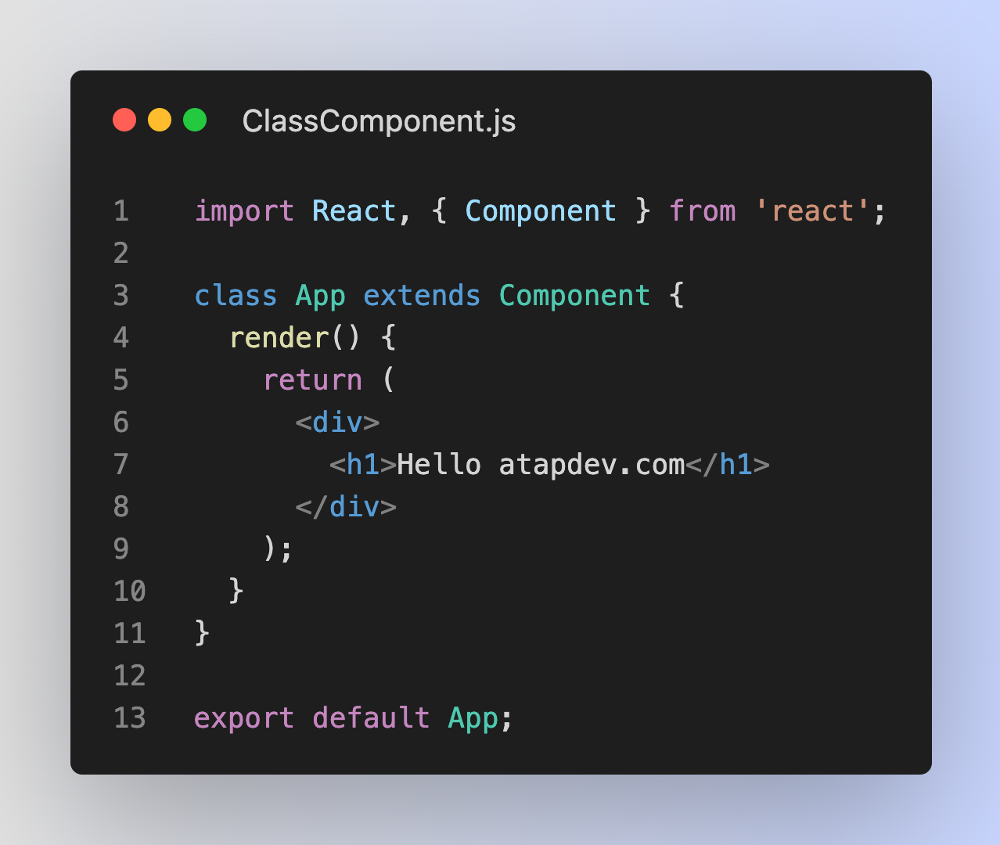 ClassComponent.js
1 import React, { Component } from 'react';
2
3 class App extends Component {
4   render() {
5     return (
6       <div>
7         <h1>Hello atapdev.com</h1>
8       </div>
9     );
10   }
11 }
12
13 export default App;